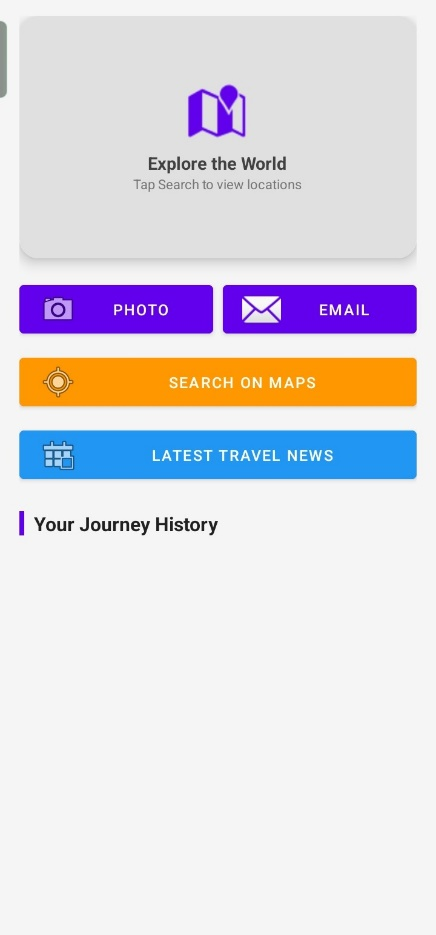 Explore the World
Tap Search to view locations
PHOTO
EMAIL
SEARCH ON MAPS
LATEST TRAVEL NEWS
Your Journey History